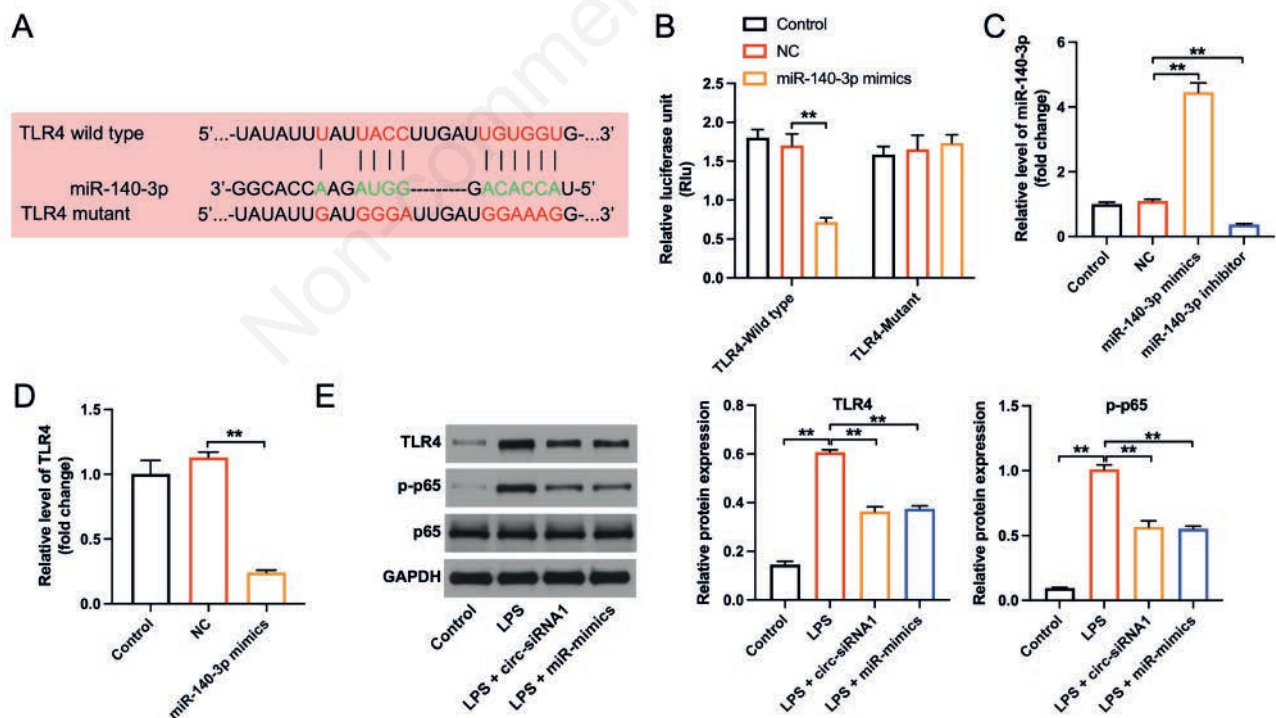 A
TLR4 wild type 5'...-UAUAUUUAUUACCUUGAUUGUGGUG-...3'
miR-140-3p 3'-GGCACCAAGAUGG---------GACACCAU-5'
TLR4 mutant 5'...-UAUAUUGAUGGGGAUUGAUGGAAAGG-...3'
Non-commer
B
Control
NC
miR-140-3p mimics
Relative luciferase unit
(Rlu)
2.5
2.0
1.5
1.0
0.5
0.0
**
TLR4-Wild type
TLR4-Mutant
C
Relative level of miR-140-3p
(fold change)
6
4
2
0
**
**
Control
NC
miR-140-3p mimics
miR-140-3p inhibitor
D
Relative level of TLR4
(fold change)
1.5
1.0
0.5
0.0
**
Control
NC
miR-140-3p mimics
E
TLR4
p-p65
p65
GAPDH
Control
LPS
LPS + circ-siRNA1
LPS + miR-mimics
TLR4
Relative protein expression
0.8
0.6
0.4
0.2
0.0
**
**
**
Control
LPS
LPS + circ-siRNA1
LPS + miR-mimics
p-p65
Relative protein expression
1.5
1.0
0.5
0.0
**
**
**
Control
LPS
LPS + circ-siRNA1
LPS + miR-mimics